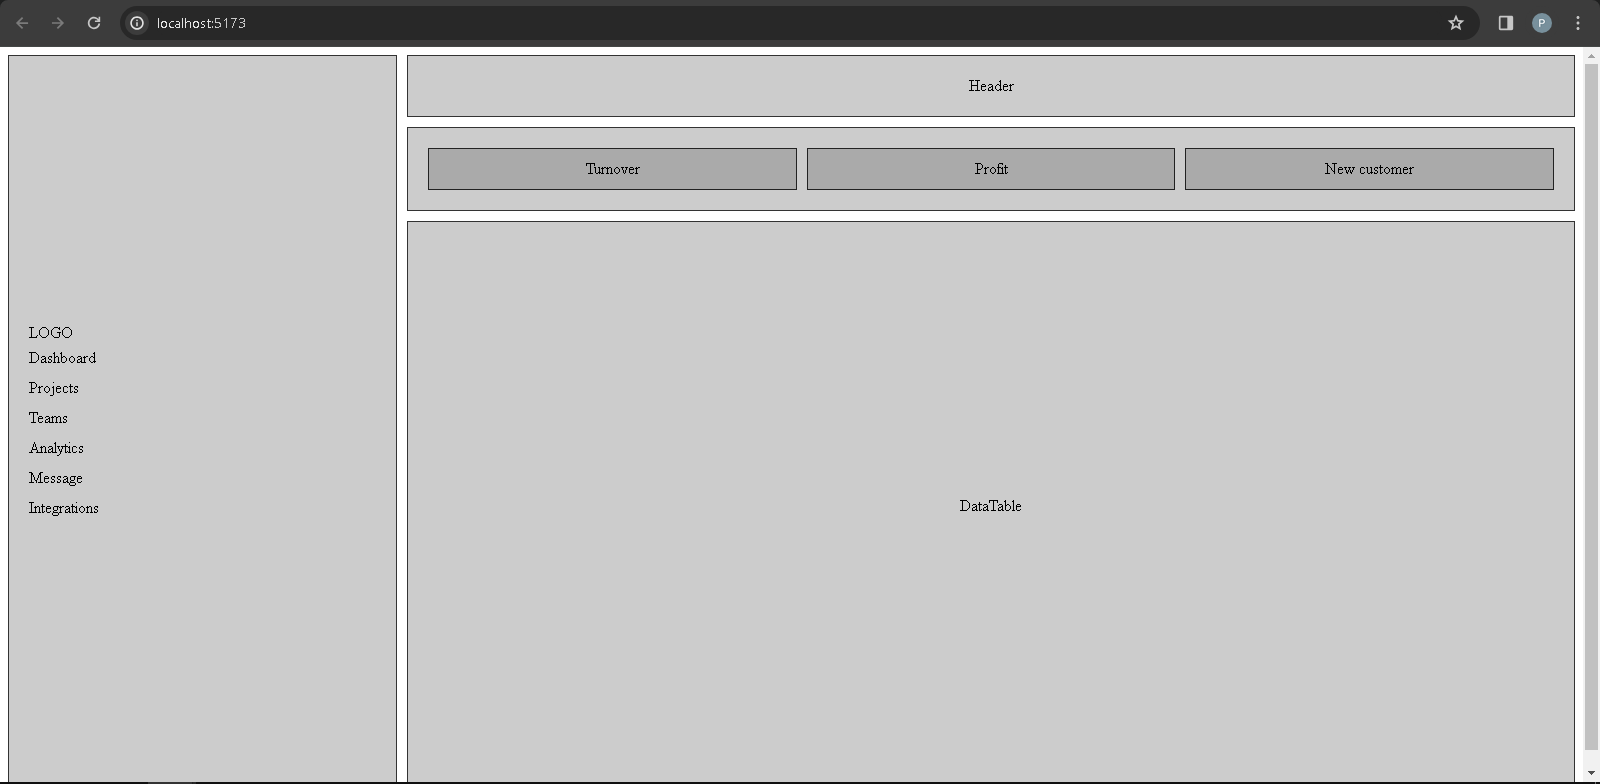 localhost:5173
P
LOGO
Dashboard
Projects
Teams
Analytics
Message
Integrations
Header
Turnover
Profit
New customer
DataTable